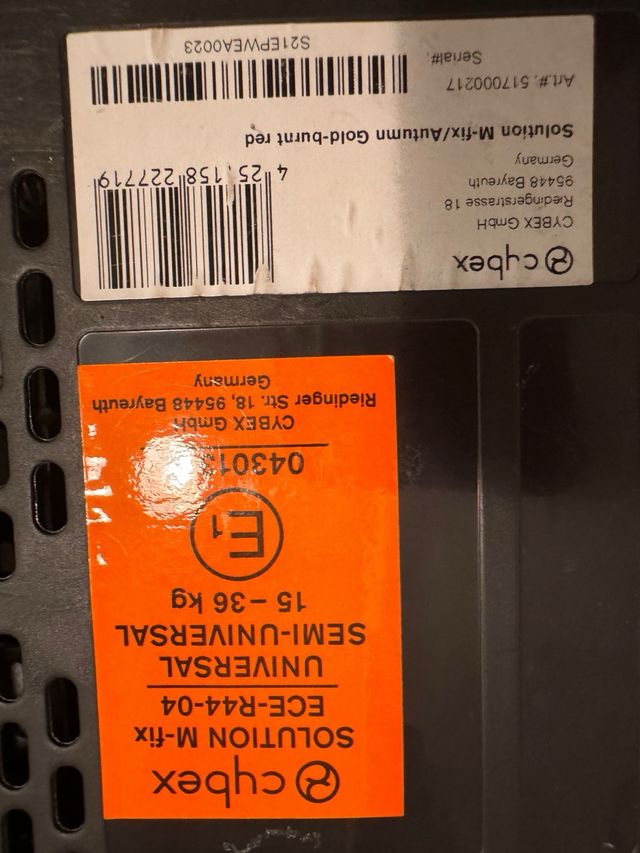 cybex
SOLUTION M-fix
ECE-R44-04
UNIVERSAL
SEMI-UNIVERSAL
15 – 36 kg
E1
CYBEX GmbH
Riedinger Str. 18, 95448 Bayreuth
Germany
cybex
CYBEX GmbH
Riedingerstrasse 18
95448 Bayreuth
Germany
4 227719
Solution M-fix/Autumn Gold-burnt red
Art.#: 517000217
Serial#:
S21EPWEA0023